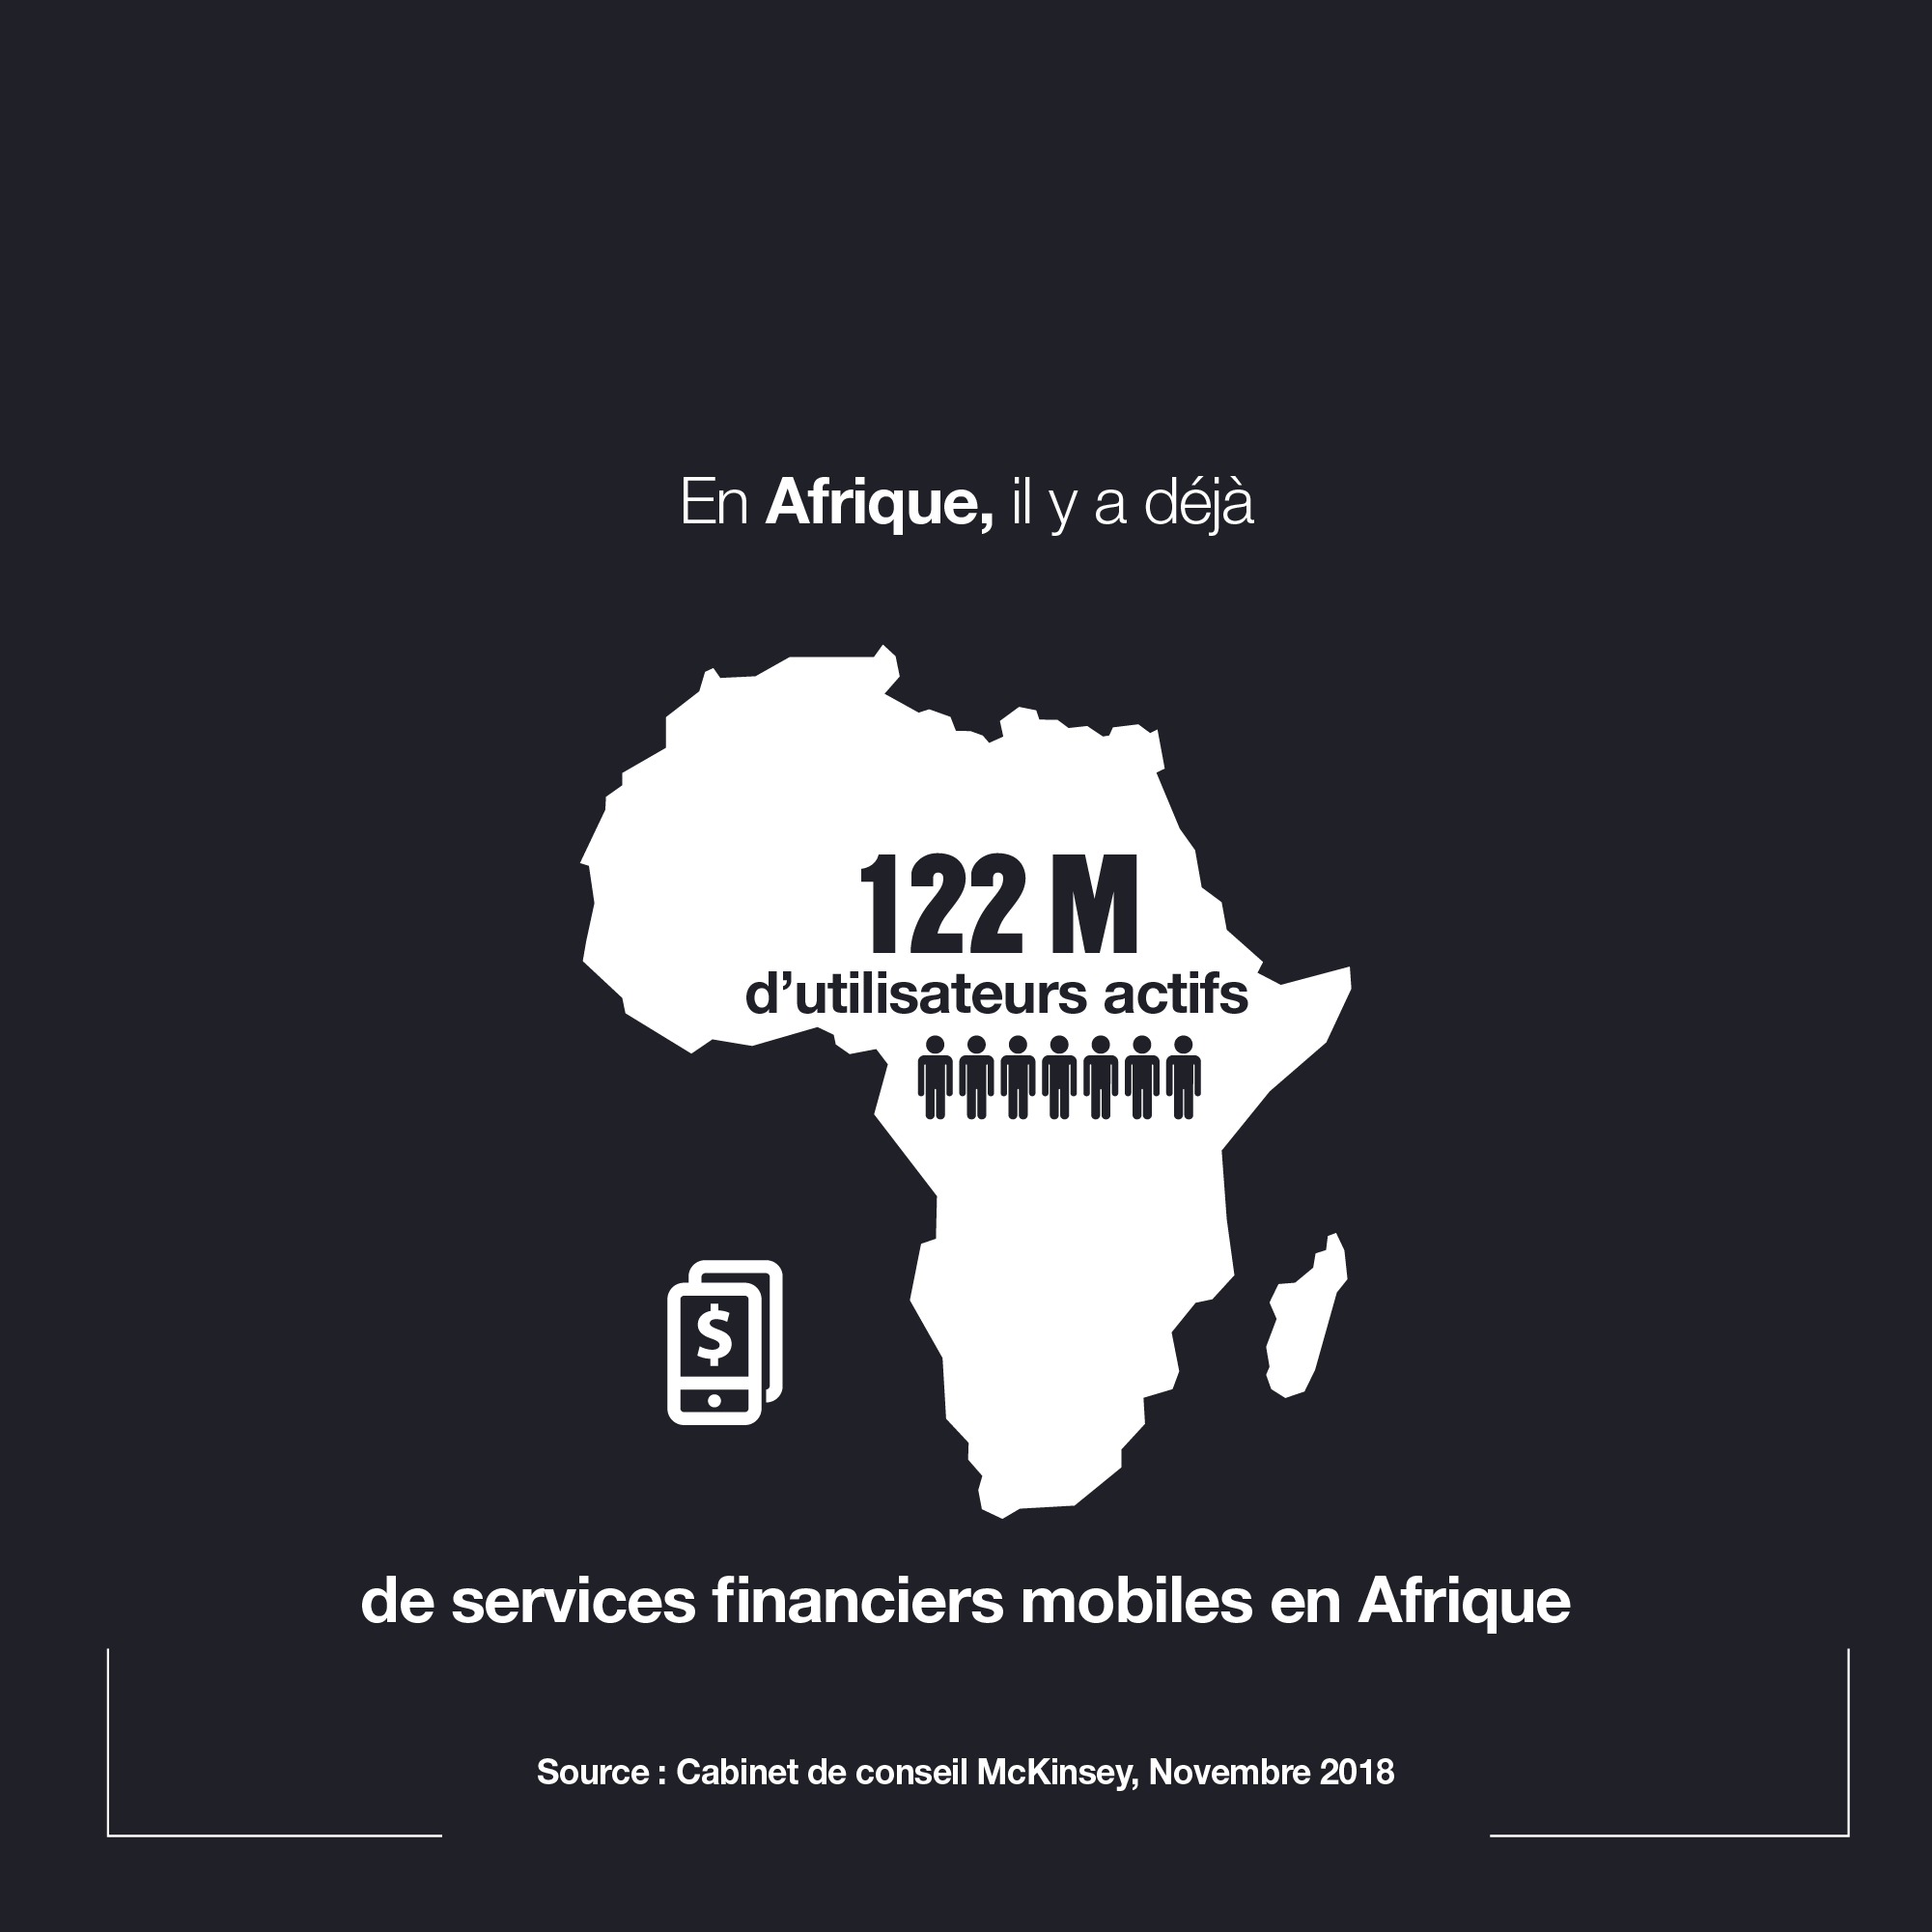 En Afrique, il y a déjà
122 M
d’utilisateurs actifs
$
de services financiers mobiles en Afrique
Source : Cabinet de conseil McKinsey, Novembre 2018